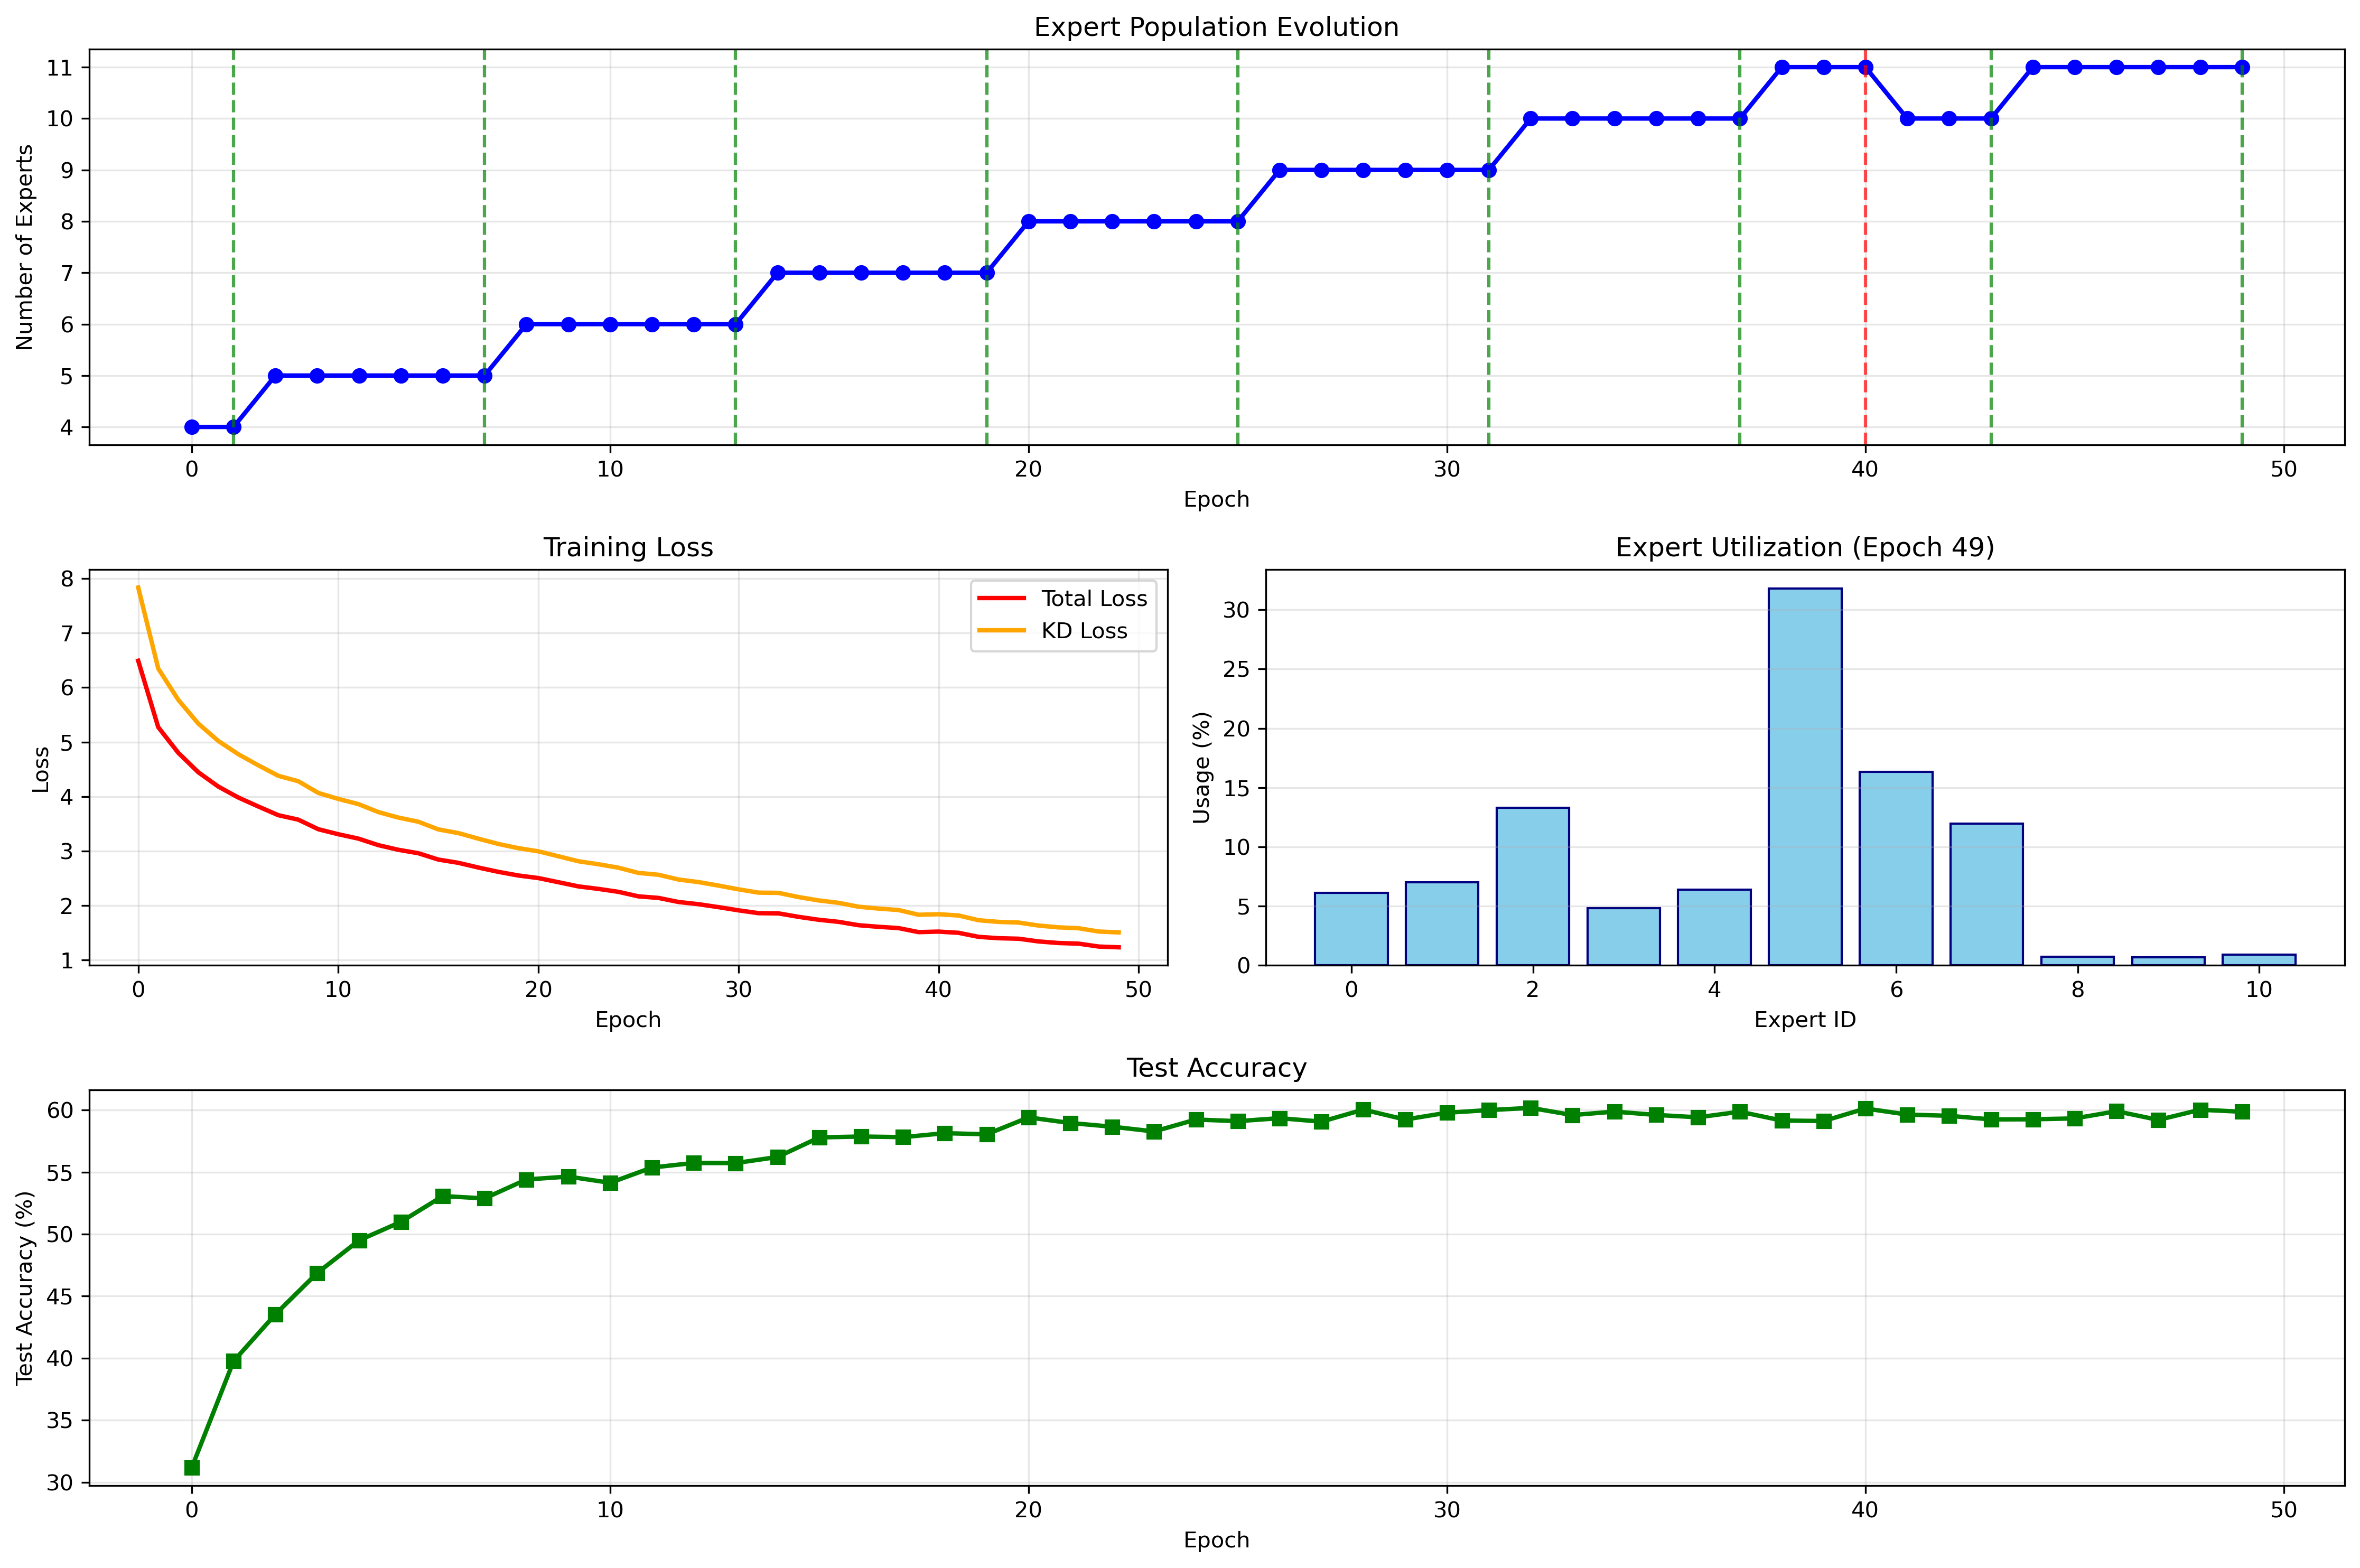 Expert Population Evolution
Number of Experts
11
10
9
8
7
6
5
4
0 10 20 30 40 50
Epoch
Training Loss
Loss
8
7
6
5
4
3
2
1
Total Loss
KD Loss
0 10 20 30 40 50
Epoch
Expert Utilization (Epoch 49)
Usage (%)
30
25
20
15
10
5
0
0 2 4 6 8 10
Expert ID
Test Accuracy
Test Accuracy (%)
60
55
50
45
40
35
30
0 10 20 30 40 50
Epoch